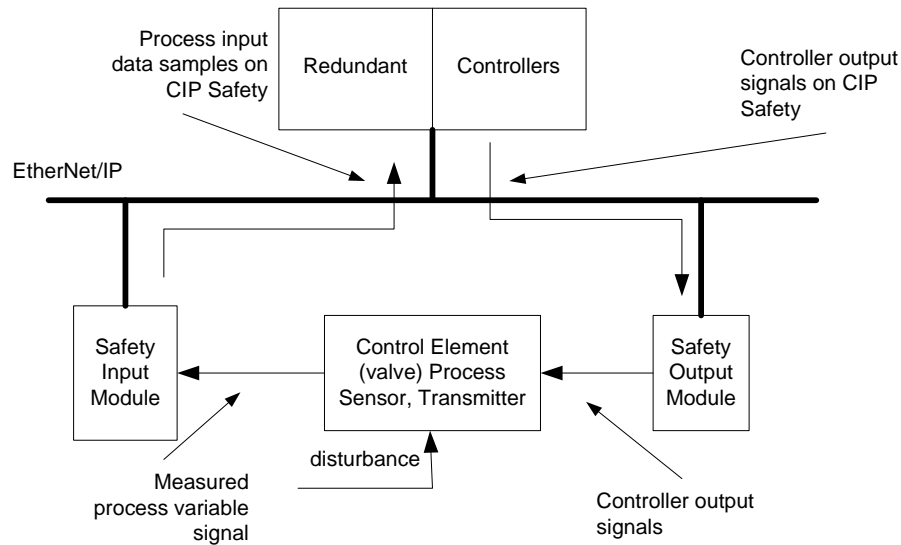 Process input
data samples on
CIP Safety
Redundant
Controllers
Controller output
signals on CIP
Safety
EtherNet/IP
Safety
Input
Module
Control Element
(valve) Process
Sensor, Transmitter
Safety
Output
Module
disturbance
Measured
process variable
signal
Controller output
signals